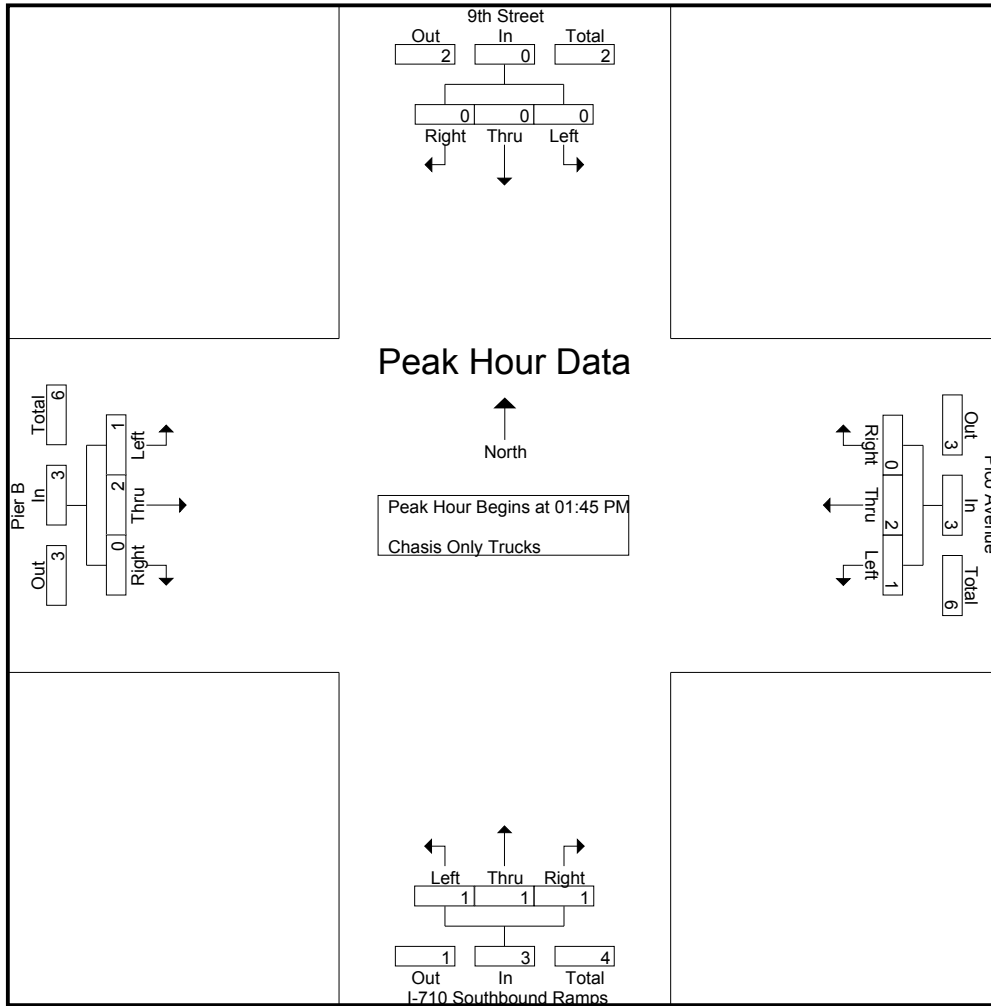 9th Street
Out In Total
2 0 2
0 0 0
Right Thru Left
Peak Hour Data
North
Peak Hour Begins at 01:45 PM
Chasis Only Trucks
Pier B
Total In Out
6 3 3
1 2 0
Left Thru Right
Right Thru Left
0 2 1
Out In Total
3 3 6
Avenue
Left Thru Right
1 1 1
1 3 4
Out In Total
I-710 Southbound Ramps